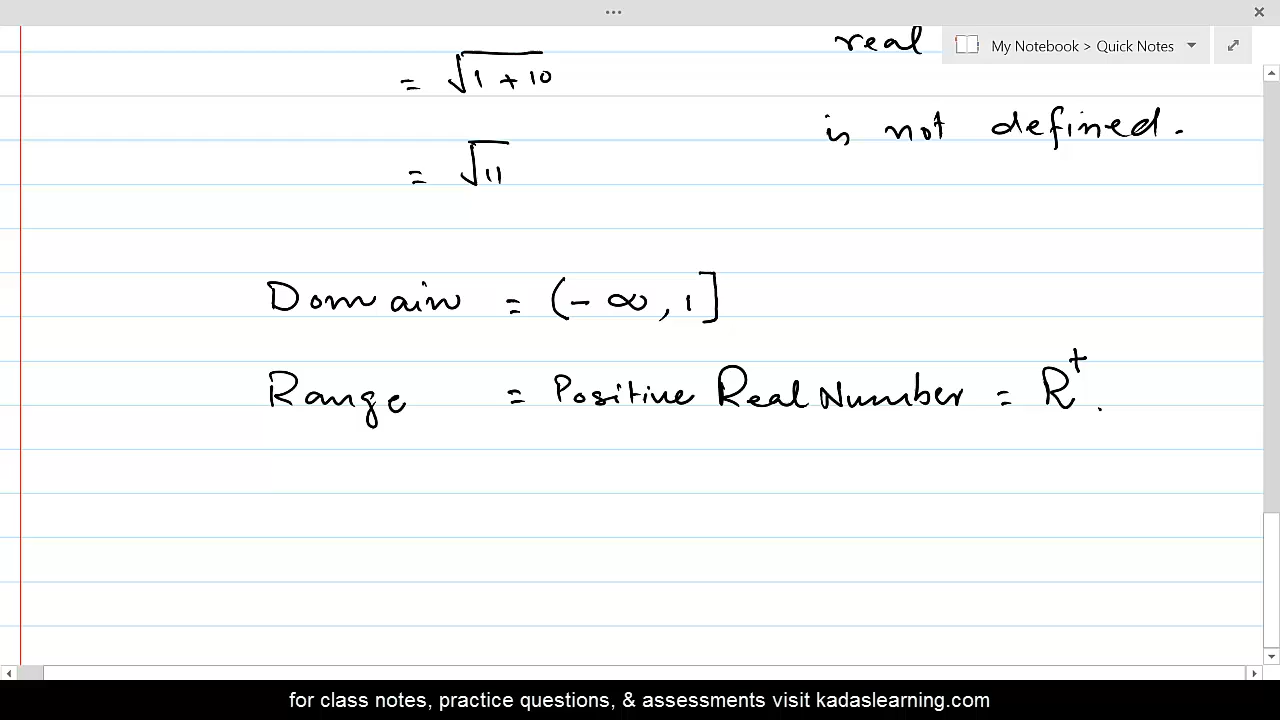 ...
real
My Notebook > Quick Notes
= √1 + 10
is not defined.
= √11
Domain = (-∞, 1]
Range = Positive Real Number = R⁺.
for class notes, practice questions, & assessments visit kadaslearning.com